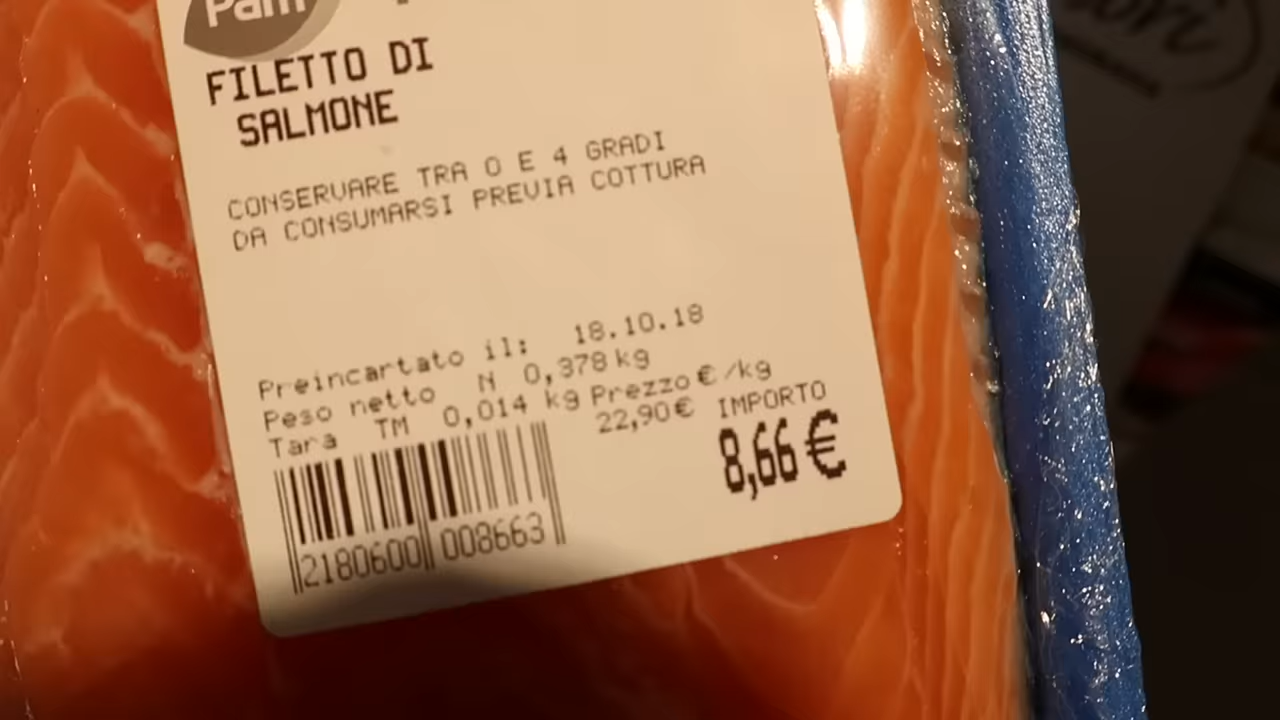 Pam
FILETTO DI
SALMONE
CONSERVARE TRA 0 E 4 GRADI
DA CONSUMARSI PREVIA COTTURA
Preincartato il: 18.10.18
Peso netto N 0,378 kg
Tara TM 0,014 kg Prezzo €/kg
22,90€ IMPORTO
8,66 €
2180600 008663